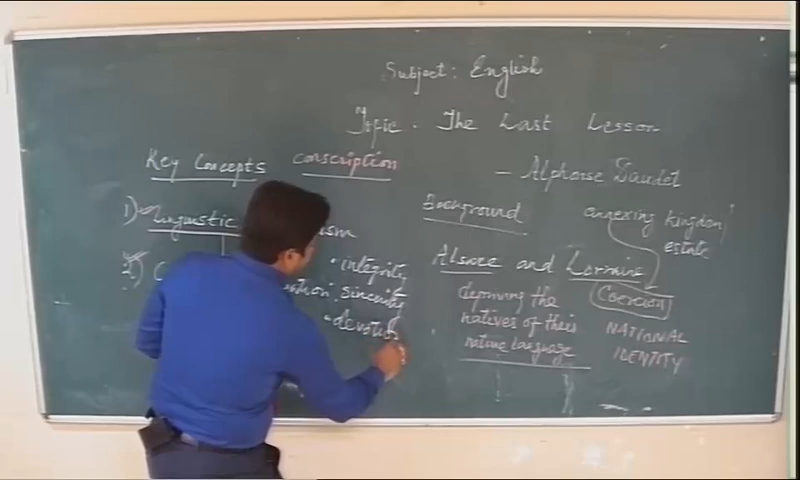 Subject: English
Topic - The Last Lesson
- Alphonse Daudet
Key Concepts conscription
1) Linguistic
2)
• integrity
, sincerity
• devotion
Background
annexing kingdom/
estate
Alsace and Lorraine
depriving the
natives of their
native language
Coercion
NATIONAL
IDENTITY